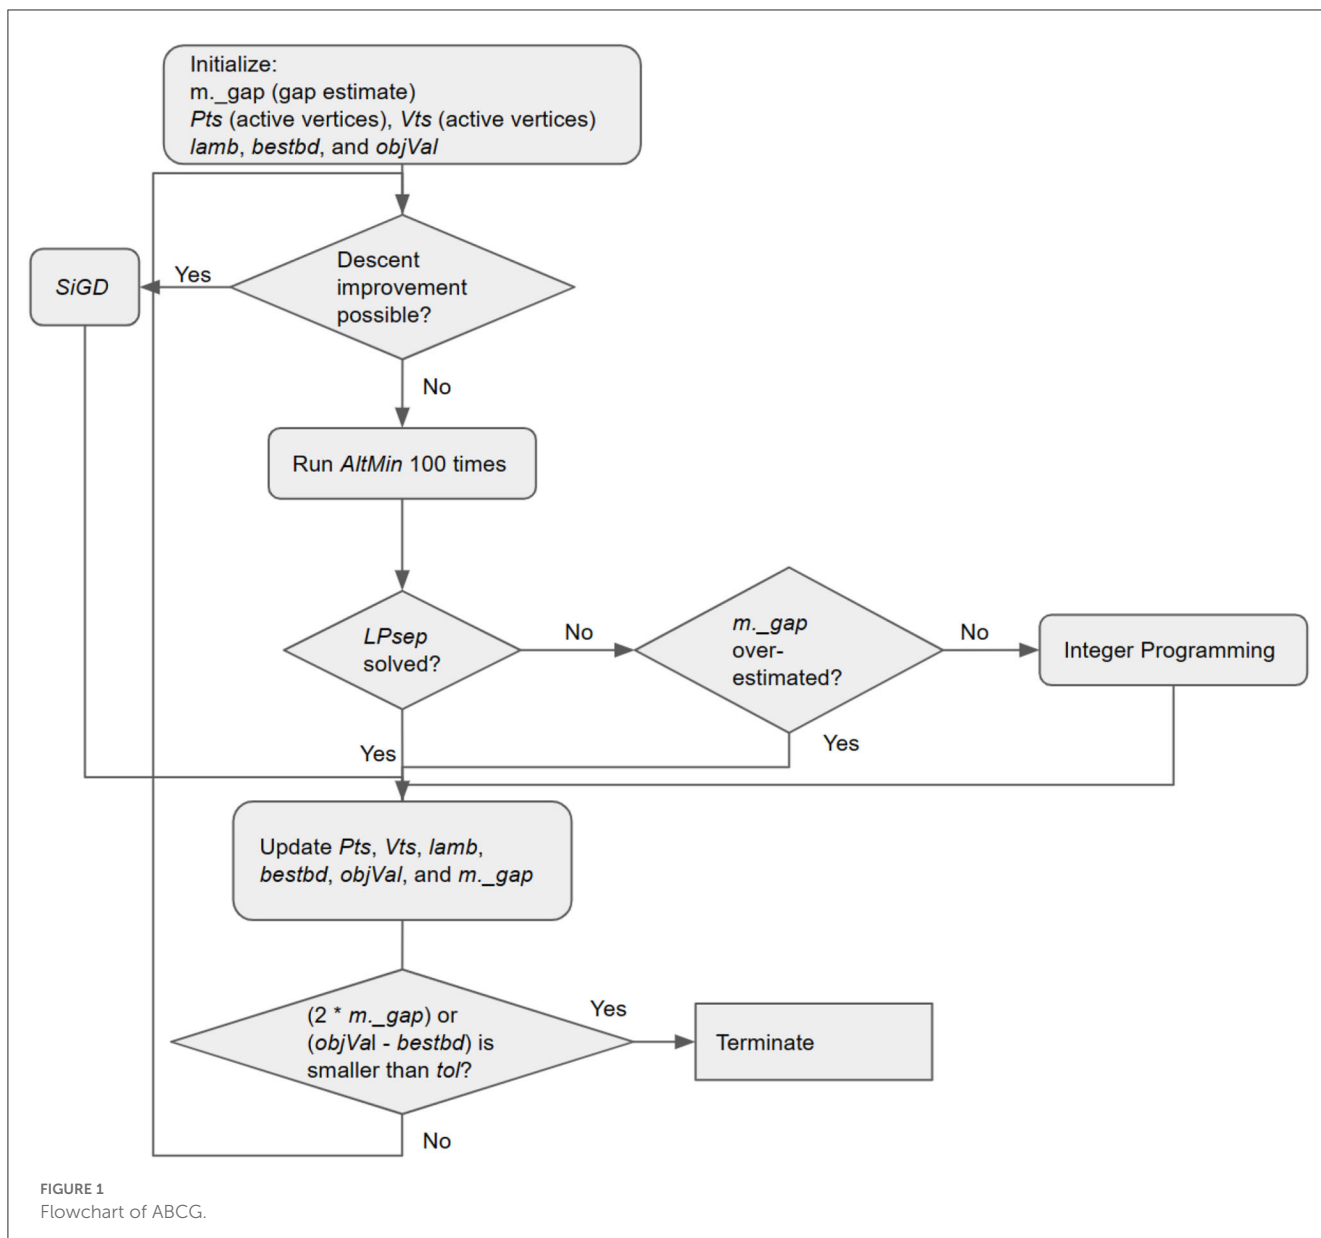 Initialize:
m._gap (gap estimate)
Pts (active vertices), Vts (active vertices)
lamb, bestbd, and objVal
SiGD
Yes
Descent
improvement
possible?
No
Run AltMin 100 times
LPsep
solved?
No
m._gap
over-
estimated?
No
Integer Programming
Yes
Yes
Update Pts, Vts, lamb,
bestbd, objVal, and m._gap
(2 * m._gap) or
(objVal - bestbd) is
smaller than tol?
Yes
Terminate
No
FIGURE 1
Flowchart of ABCG.